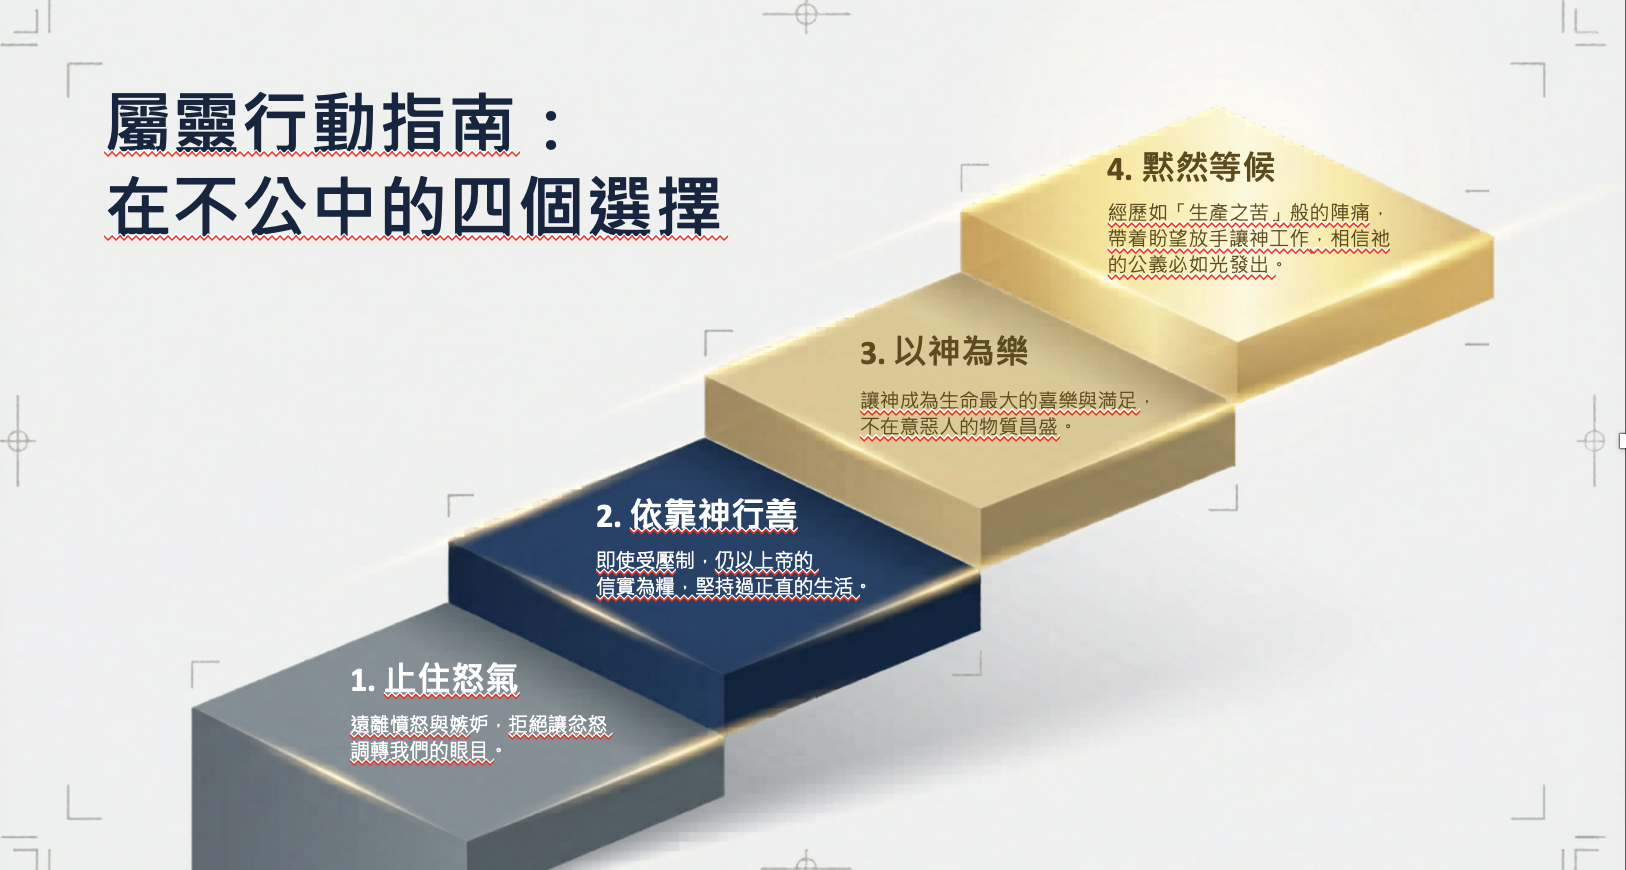 屬靈行動指南：
在不公中的四個選擇
4. 默然等候
經歷如「生產之苦」般的陣痛，
帶着盼望放手讓神工作，相信祂
的公義必如光發出。
3. 以神為樂
讓神成為生命最大的喜樂與滿足，
不在意惡人的物質昌盛。
2. 依靠神行善
即使受壓制，仍以上帝的
信實為糧，堅持過正直的生活。
1. 止住怒氣
遠離憤怒與嫉妒，拒絕讓忿怒
調轉我們的眼目。